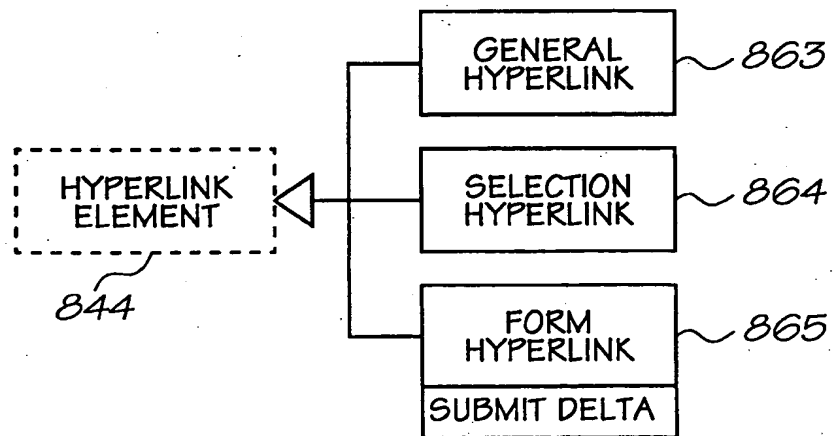 GENERAL
HYPERLINK
863
HYPERLINK
ELEMENT
844
SELECTION
HYPERLINK
864
FORM
HYPERLINK
865
SUBMIT DELTA